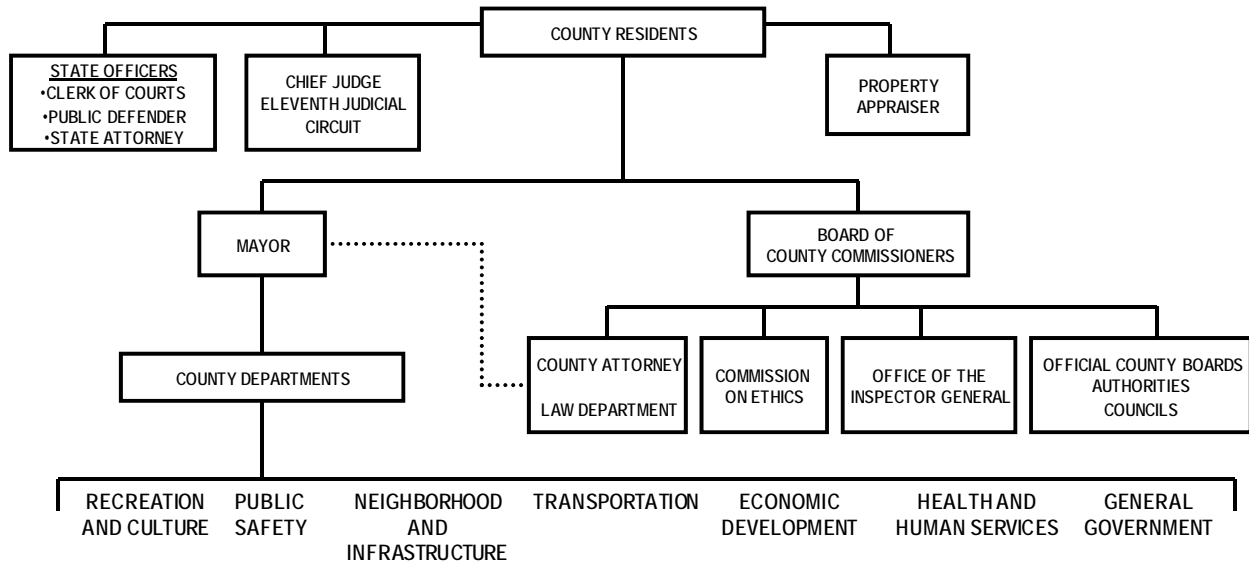 COUNTY RESIDENTS
STATE OFFICERS
•CLERK OF COURTS
•PUBLIC DEFENDER
•STATE ATTORNEY
CHIEF JUDGE
ELEVENTH JUDICIAL
CIRCUIT
PROPERTY
APPRAISER
MAYOR
BOARD OF
COUNTY COMMISSIONERS
COUNTY DEPARTMENTS
COUNTY ATTORNEY
LAW DEPARTMENT
COMMISSION
ON ETHICS
OFFICE OF THE
INSPECTOR GENERAL
OFFICIAL COUNTY BOARDS
AUTHORITIES
COUNCILS
RECREATION
AND CULTURE
PUBLIC
SAFETY
NEIGHBORHOOD
AND
INFRASTRUCTURE
TRANSPORTATION
ECONOMIC
DEVELOPMENT
HEALTH AND
HUMAN SERVICES
GENERAL
GOVERNMENT